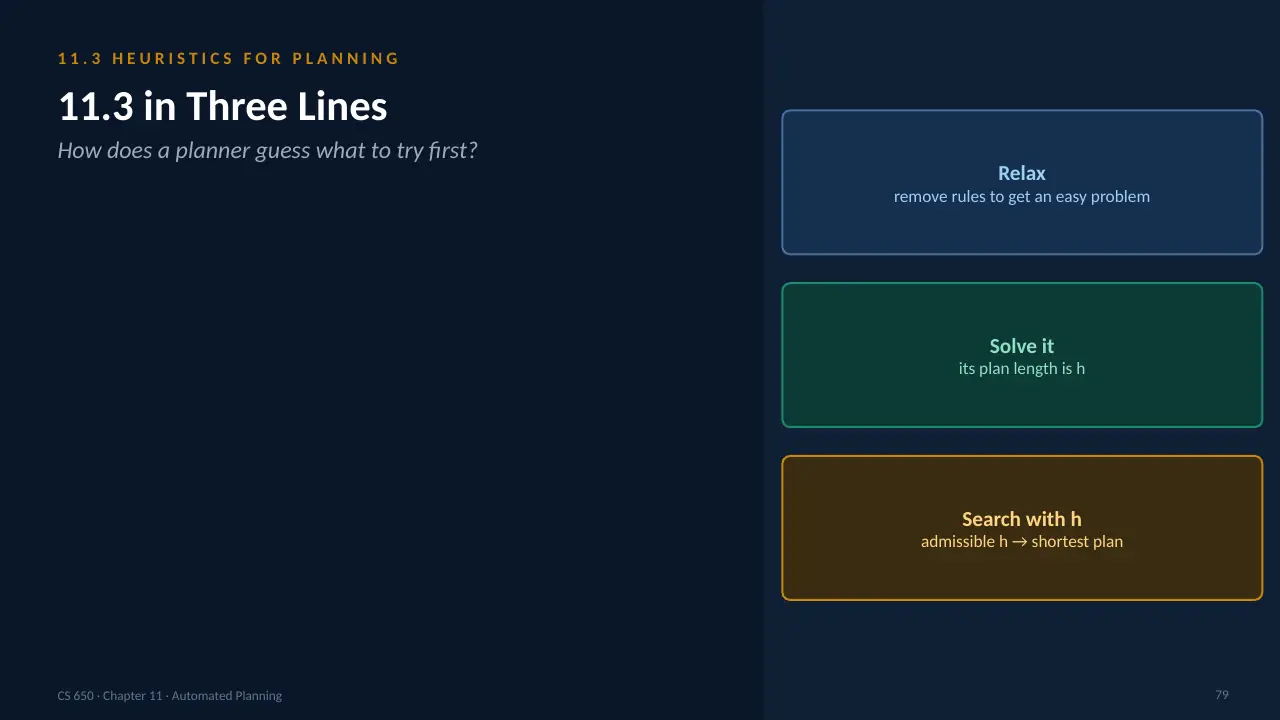 11.3 HEURISTICS FOR PLANNING
11.3 in Three Lines
How does a planner guess what to try first?
Relax
remove rules to get an easy problem
Solve it
its plan length is h
Search with h
admissible h → shortest plan
CS 650 · Chapter 11 · Automated Planning
79